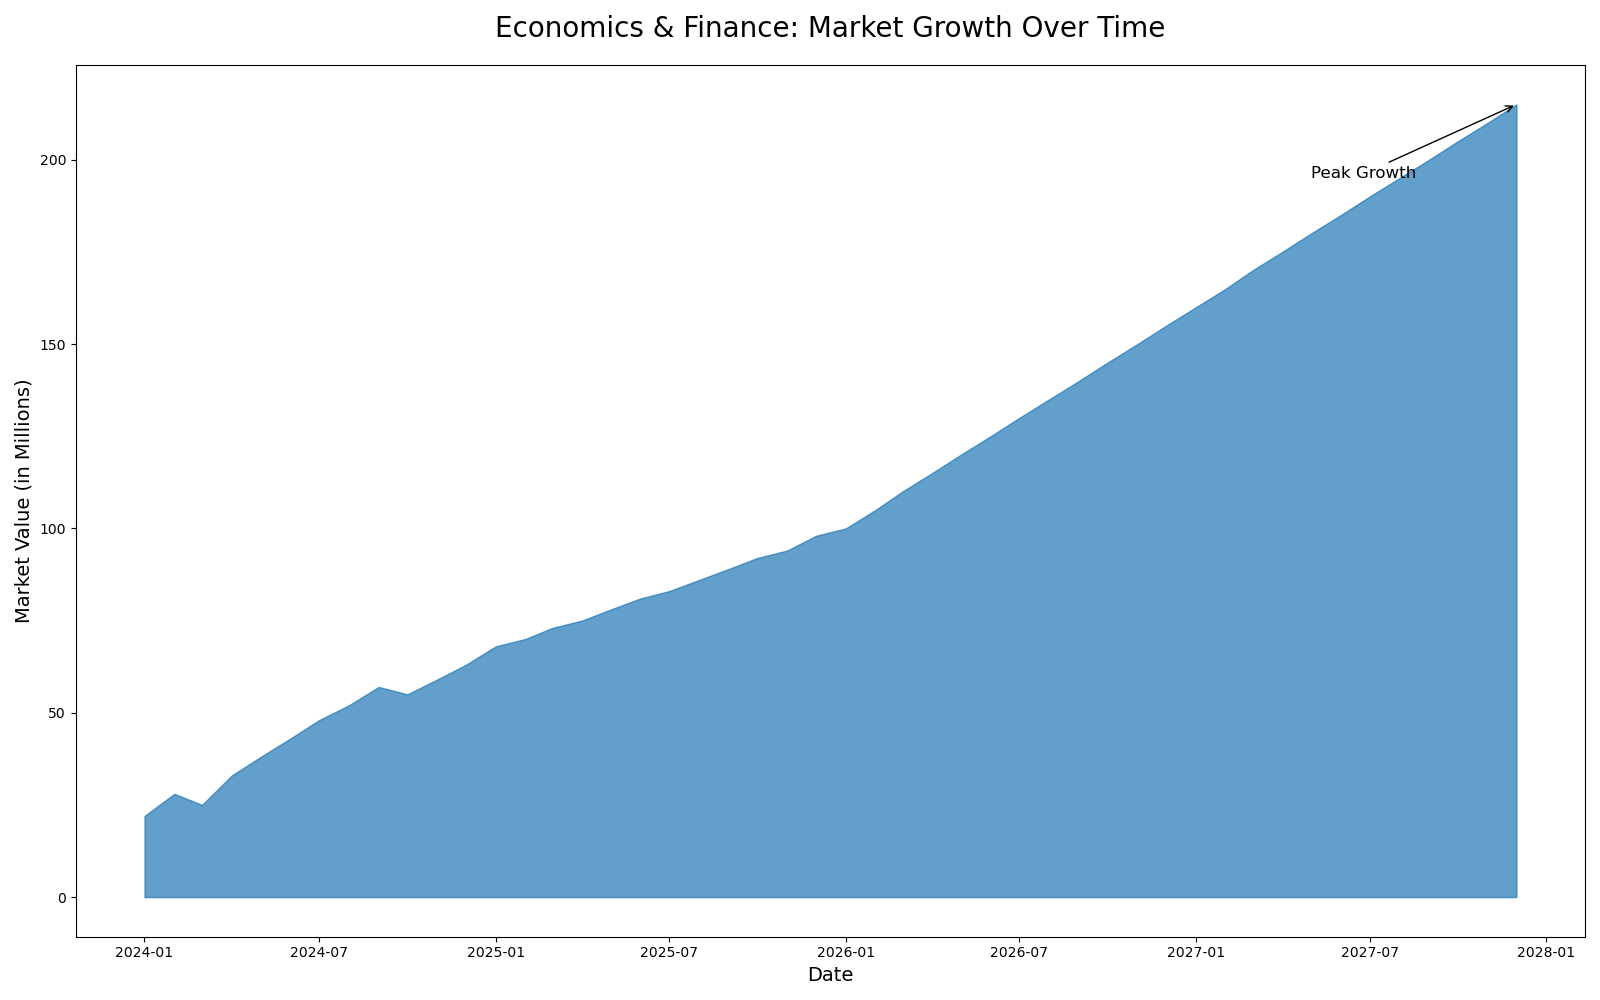 Economics & Finance: Market Growth Over Time
Market Value (in Millions)
200
150
100
50
0
Peak Growth
2024-01 2024-07 2025-01 2025-07 2026-01 2026-07 2027-01 2027-07 2028-01
Date